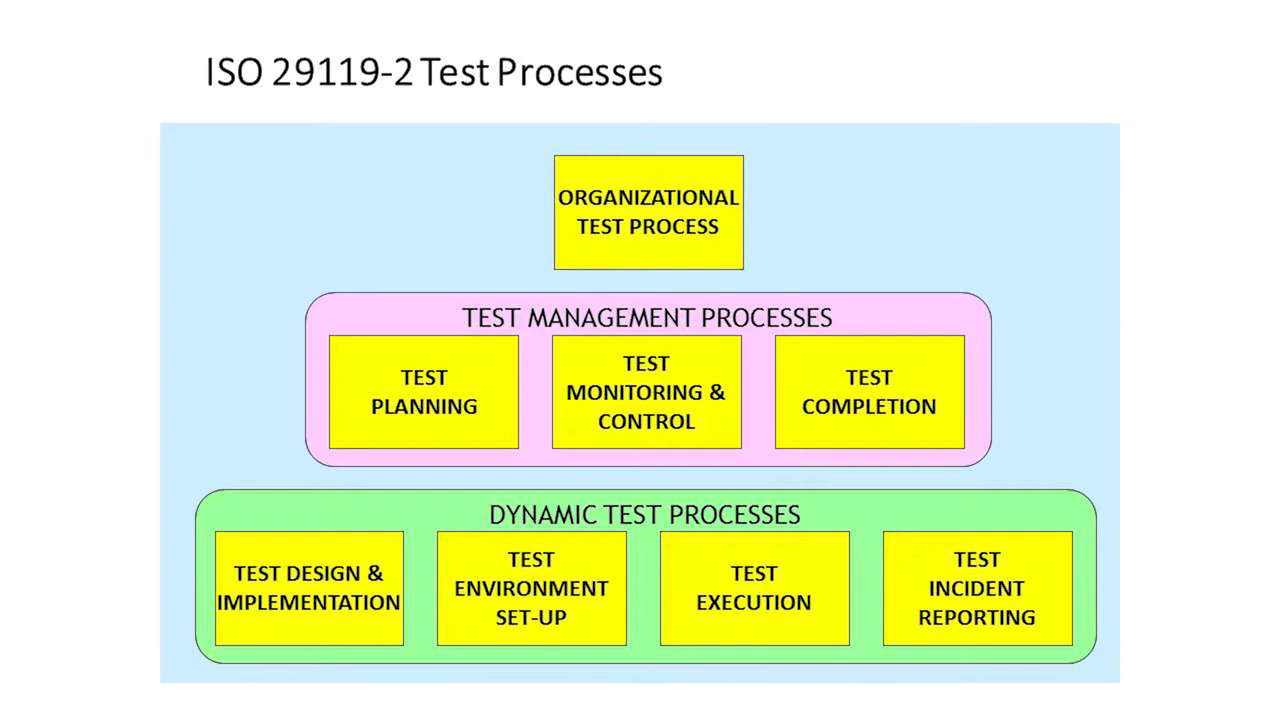 ISO 29119-2 Test Processes
ORGANIZATIONAL
TEST PROCESS
TEST MANAGEMENT PROCESSES
TEST
PLANNING
TEST
MONITORING &
CONTROL
TEST
COMPLETION
DYNAMIC TEST PROCESSES
TEST DESIGN &
IMPLEMENTATION
TEST
ENVIRONMENT
SET-UP
TEST
EXECUTION
TEST
INCIDENT
REPORTING